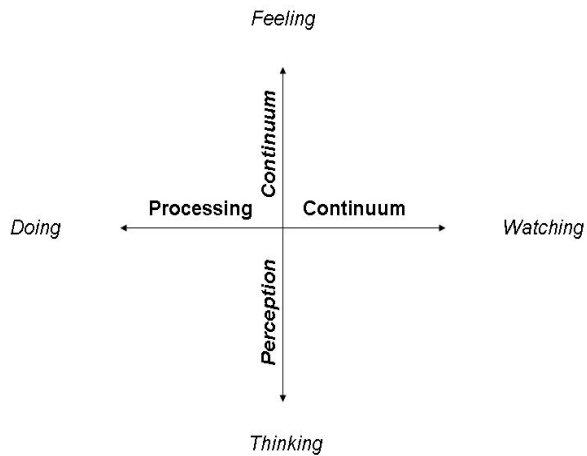 Feeling
Perception Continuum
Processing Continuum
Doing
Watching
Thinking